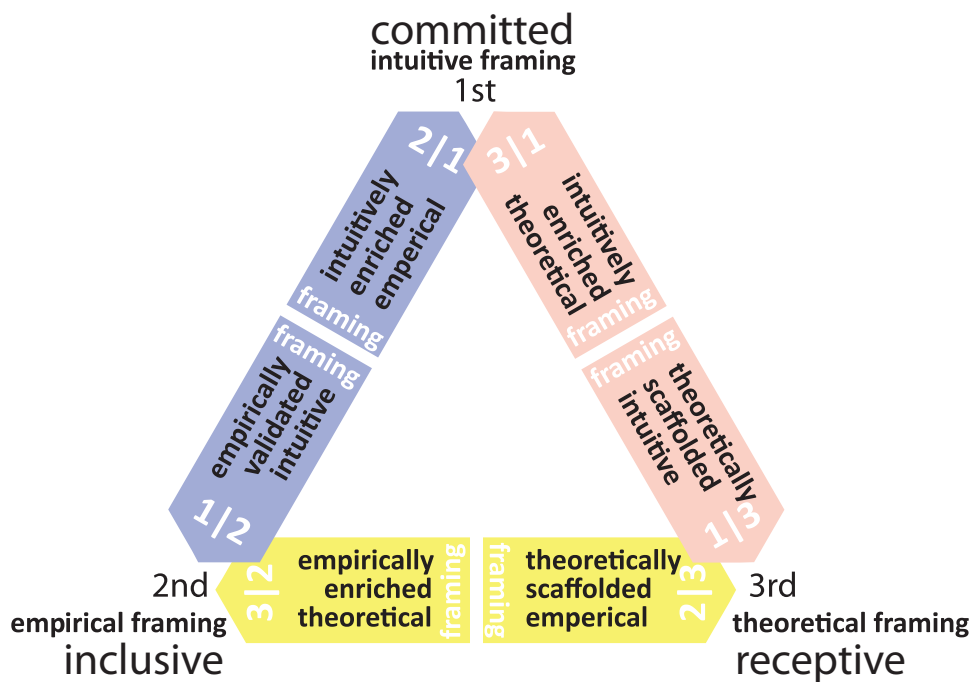 committed
intuitive framing
1st
2|1
intuitively
enriched
emperical
framing
3|1
intuitively
enriched
theoretical
framing
framing
empirically
validated
intuitive
1|2
framing
theoretically
scaffolded
intuitive
1|3
2nd
empirical framing
inclusive
3|2
empirically
enriched
theoretical
framing
framing
theoretically
scaffolded
emperical
2|3
3rd
theoretical framing
receptive